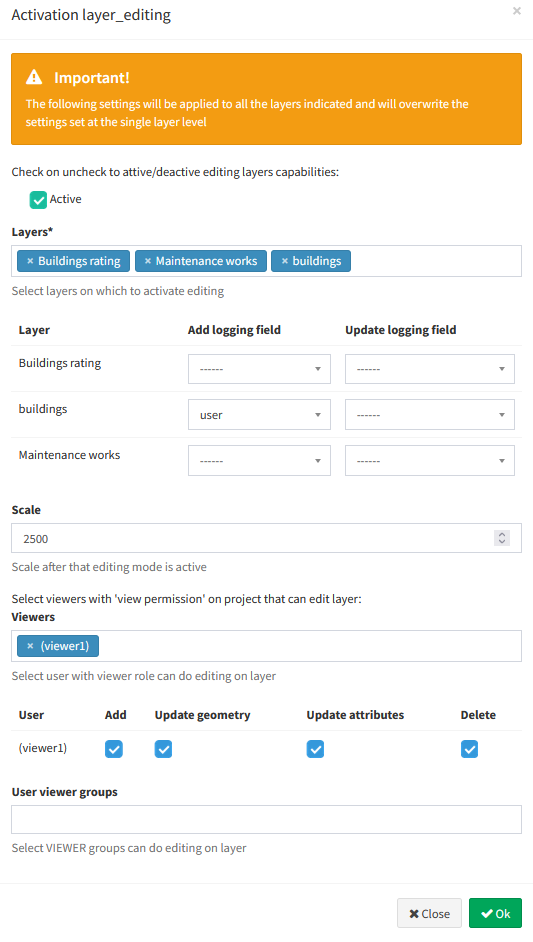 Activation layer_editing
×
Important!
The following settings will be applied to all the layers indicated and will overwrite the
settings set at the single layer level
Check on uncheck to attive/deactive editing layers capabilities:
Active
Layers*
× Buildings rating × Maintenance works × buildings
Select layers on which to activate editing
Layer Add logging field Update logging field
Buildings rating ------ ------
buildings user ------
Maintenance works ------ ------
Scale
2500
Scale after that editing mode is active
Select viewers with 'view permission' on project that can edit layer:
Viewers
× (viewer1)
Select user with viewer role can do editing on layer
User Add Update geometry Update attributes Delete
(viewer1)
User viewer groups
Select VIEWER groups can do editing on layer
Close Ok